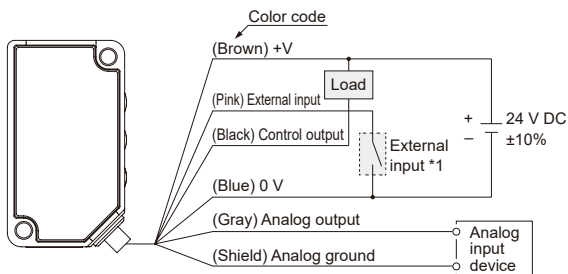 Color code
(Brown) +V
Load
(Pink) External input
+ 24 V DC
– ±10%
(Black) Control output
External
input *1
(Blue) 0 V
(Gray) Analog output
Analog
input
device
(Shield) Analog ground